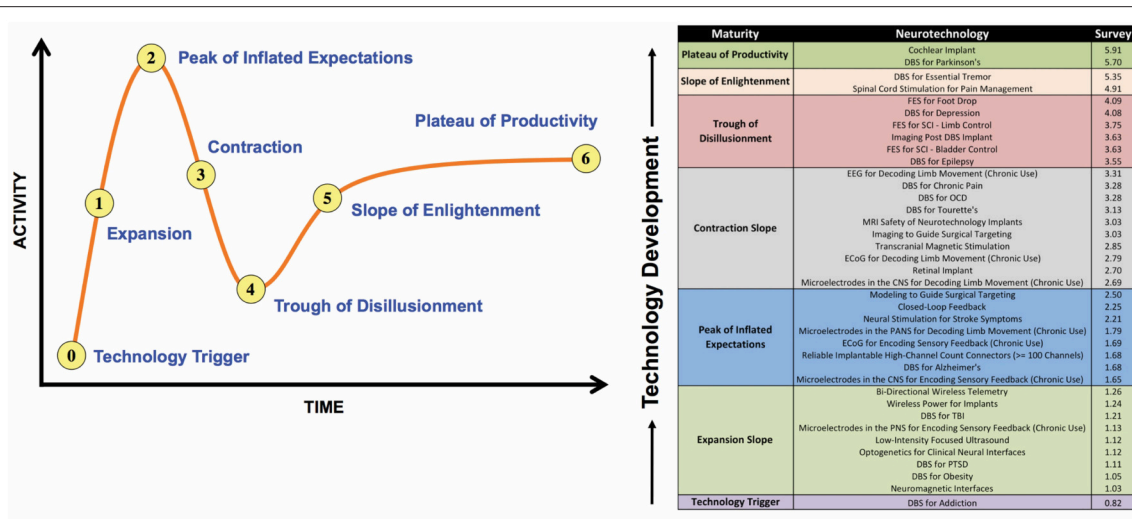 ACTIVITY
2 Peak of Inflated Expectations
3 Contraction
1 Expansion
Plateau of Productivity
6
5 Slope of Enlightenment
4 Trough of Disillusionment
0 Technology Trigger
TIME
Technology Development
Maturity Neurotechnology Survey
Plateau of Productivity
Cochlear Implant 5.91
DBS for Parkinson's 5.70
Slope of Enlightenment
DBS for Essential Tremor 5.35
Spinal Cord Stimulation for Pain Management 4.91
Trough of
Disillusionment
FES for Foot Drop 4.09
DBS for Depression 4.08
FES for SCI - Limb Control 3.75
Imaging Post DBS Implant 3.63
FES for SCI - Bladder Control 3.63
DBS for Epilepsy 3.55
Contraction Slope
EEG for Decoding Limb Movement (Chronic Use) 3.31
DBS for Chronic Pain 3.28
DBS for OCD 3.28
DBS for Tourette's 3.13
MRI Safety of Neurotechnology Implants 3.03
Imaging to Guide Surgical Targeting 3.03
Transcranial Magnetic Stimulation 2.85
ECoG for Decoding Limb Movement (Chronic Use) 2.79
Retinal Implant 2.70
Microelectrodes in the CNS for Decoding Limb Movement (Chronic Use) 2.69
Peak of Inflated
Expectations
Modeling to Guide Surgical Targeting 2.50
Closed-Loop Feedback 2.25
Neural Stimulation for Stroke Symptoms 2.21
Microelectrodes in the PANS for Decoding Limb Movement (Chronic Use) 1.79
ECoG for Encoding Sensory Feedback (Chronic Use) 1.69
Reliable Implantable High-Channel Count Connectors (>= 100 Channels) 1.68
DBS for Alzheimer's 1.68
Microelectrodes in the CNS for Encoding Sensory Feedback (Chronic Use) 1.65
Expansion Slope
Bi-Directional Wireless Telemetry 1.26
Wireless Power for Implants 1.24
DBS for TBI 1.21
Microelectrodes in the PNS for Encoding Sensory Feedback (Chronic Use) 1.13
Low-Intensity Focused Ultrasound 1.12
Optogenetics for Clinical Neural Interfaces 1.12
DBS for PTSD 1.11
DBS for Obesity 1.05
Neuromagnetic Interfaces 1.03
Technology Trigger
DBS for Addiction 0.82